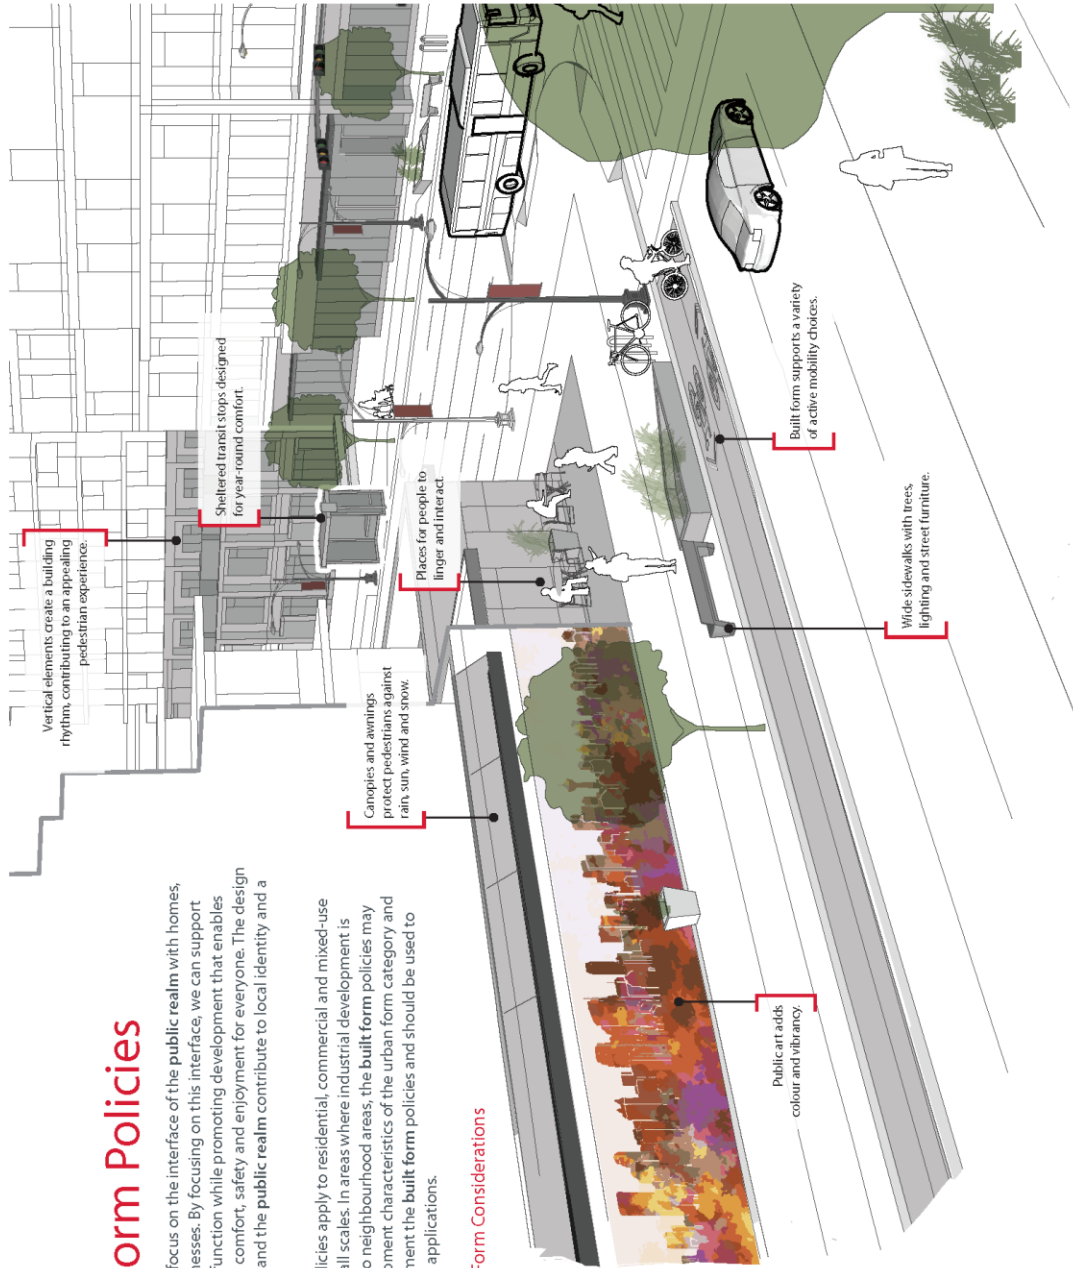 orm Policies
focus on the interface of the public realm with homes,
nesses. By focusing on this interface, we can support
function while promoting development that enables
comfort, safety and enjoyment for everyone. The design
and the public realm contribute to local identity and a
licies apply to residential, commercial and mixed-use
all scales. In areas where industrial development is
o neighbourhood areas, the built form policies may
pment characteristics of the urban form category and
ment the built form policies and should be used to
applications.
Form Considerations
Vertical elements create a building
rhythm, contributing to an appealing
pedestrian experience.
Sheltered transit stops designed
for year-round comfort.
Canopies and awnings
protect pedestrians against
rain, sun, wind and snow.
Places for people to
linger and interact.
Public art adds
colour and vibrancy.
Built form supports a variety
of active mobility choices.
Wide sidewalks with trees,
lighting and street furniture.